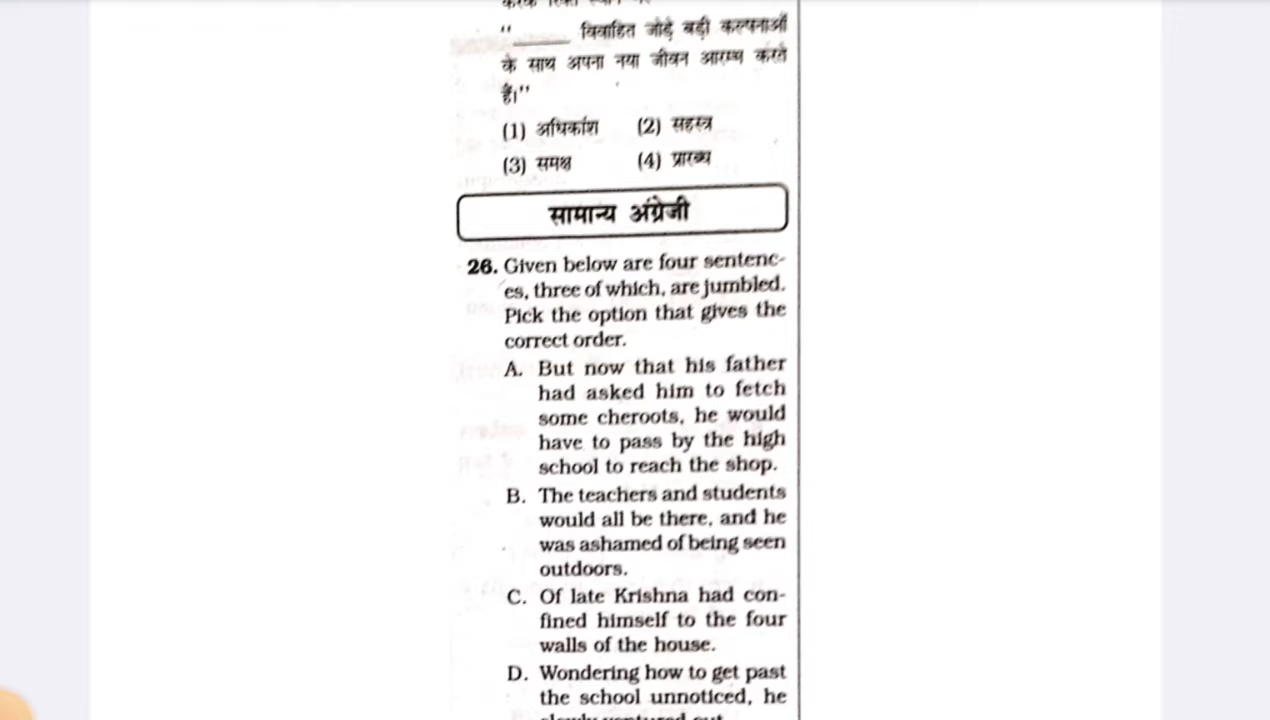 " ____ विवाहित जोड़े बड़ी कल्पनाओं
के साथ अपना नया जीवन आरम्भ करते
हैं।"
(1) अधिकांश (2) सहस्त्र
(3) समक्ष (4) प्रारब्ध
सामान्य अंग्रेजी
26. Given below are four sentenc-
es, three of which, are jumbled.
Pick the option that gives the
correct order.
A. But now that his father
had asked him to fetch
some cheroots, he would
have to pass by the high
school to reach the shop.
B. The teachers and students
would all be there, and he
was ashamed of being seen
outdoors.
C. Of late Krishna had con-
fined himself to the four
walls of the house.
D. Wondering how to get past
the school unnoticed, he